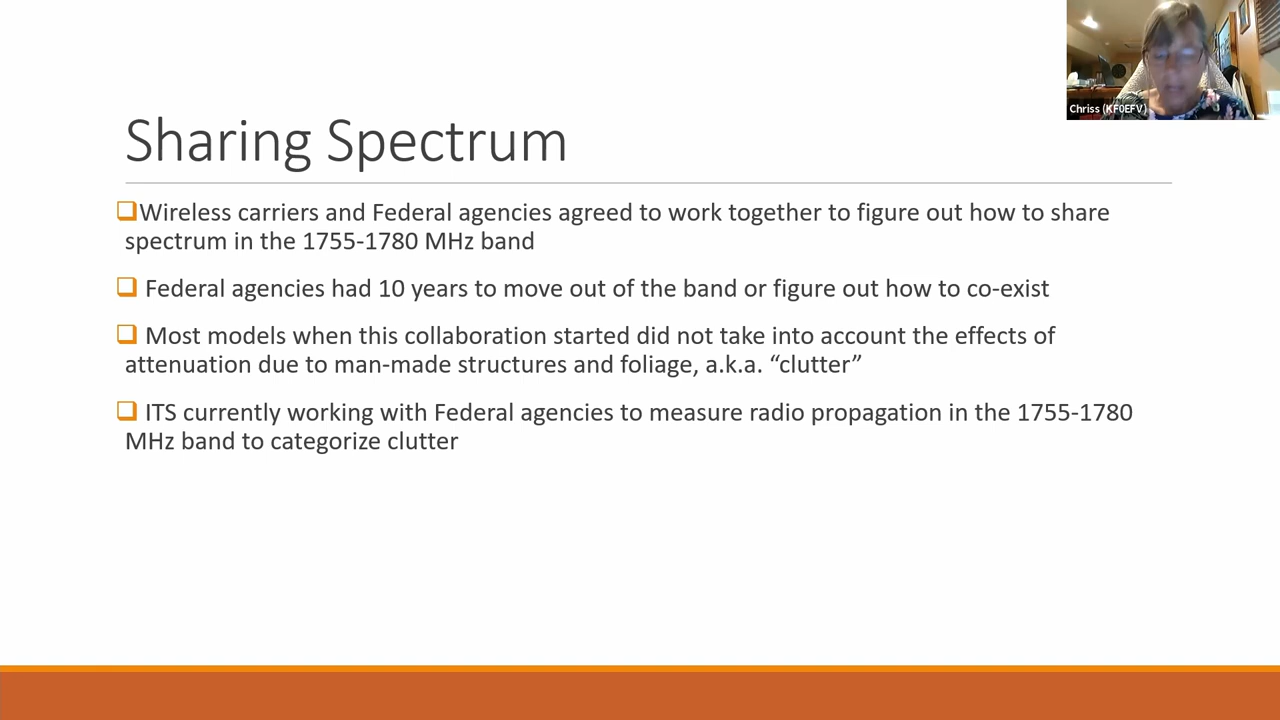 Chriss (KF0EFV)
Sharing Spectrum
Wireless carriers and Federal agencies agreed to work together to figure out how to share
spectrum in the 1755-1780 MHz band
Federal agencies had 10 years to move out of the band or figure out how to co-exist
Most models when this collaboration started did not take into account the effects of
attenuation due to man-made structures and foliage, a.k.a. “clutter”
ITS currently working with Federal agencies to measure radio propagation in the 1755-1780
MHz band to categorize clutter